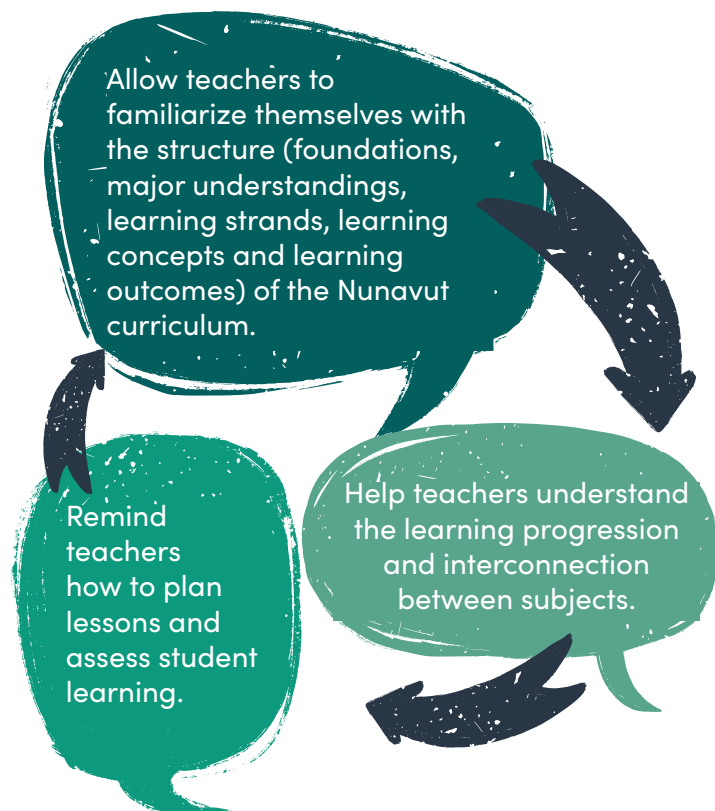 Allow teachers to
familiarize themselves with
the structure (foundations,
major understandings,
learning strands, learning
concepts and learning
outcomes) of the Nunavut
curriculum.
Help teachers understand
the learning progression
and interconnection
between subjects.
Remind
teachers
how to plan
lessons and
assess student
learning.